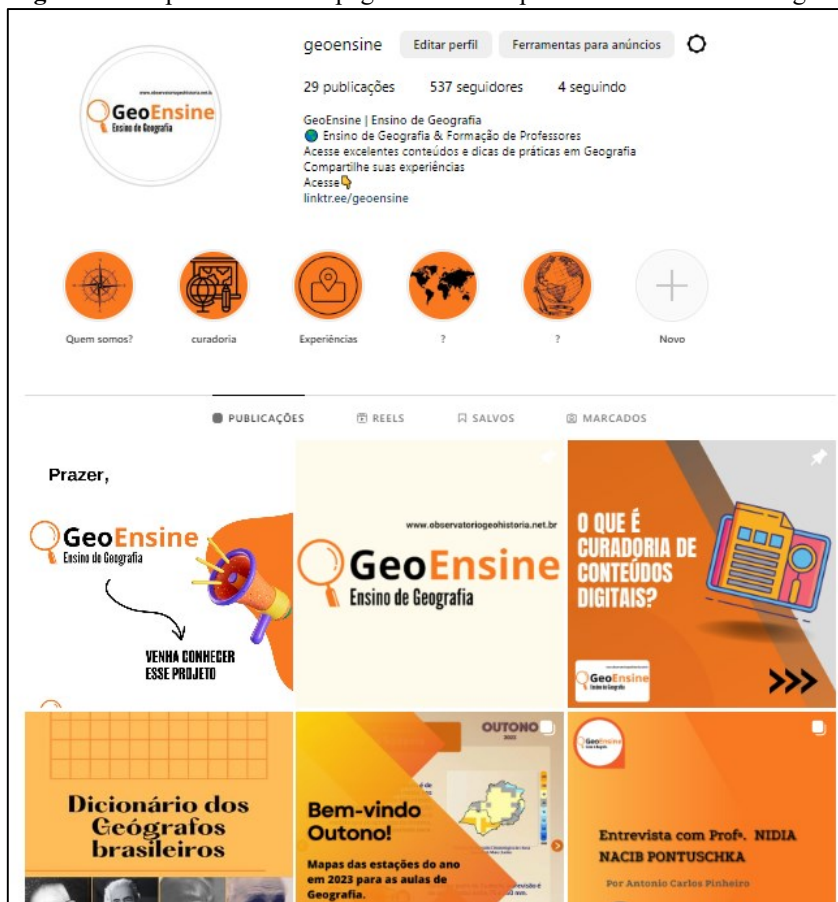 geoensine Editar perfil Ferramentas para anúncios
29 publicações 537 seguidores 4 seguindo
GeoEnsine | Ensino de Geografia
Ensino de Geografia & Formação de Professores
Acesse excelentes conteúdos e dicas de práticas em Geografia
Compartilhe suas experiências
Acesse
linktr.ee/geoensine
www.observatoriogeohistoria.net.br
GeoEnsine
Ensino de Geografia
Quem somos? curadoria Experiências ? ? Novo
PUBLICAÇÕES REELS SALVOS MARCADOS
Prazer,
GeoEnsine
Ensino de Geografia
VENHA CONHECER
ESSE PROJETO
www.observatoriogeohistoria.net.br
GeoEnsine
Ensino de Geografia
O QUE É
CURADORIA DE
CONTEÚDOS
DIGITAIS?
GeoEnsine
Ensino de Geografia
>>>
Dicionário dos
Geógrafos
brasileiros
OUTONO
2023
Bem-vindo
Outono!
Mapas das estações do ano
em 2023 para as aulas de
Geografia.
GeoEnsine
Entrevista com Profª. NIDIA
NACIB PONTUSCHKA
Por Antonio Carlos Pinheiro